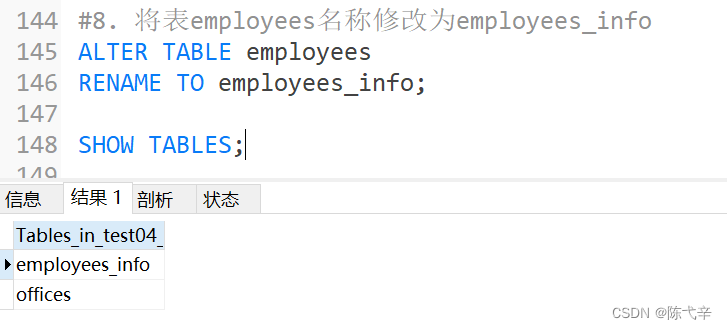 144 #8. 将表employees名称修改为employees_info
145 ALTER TABLE employees
146 RENAME TO employees_info;
147
148 SHOW TABLES;
149
信息 结果 1 剖析 状态
Tables_in_test04_
employees_info
offices
CSDN @陈弋辛